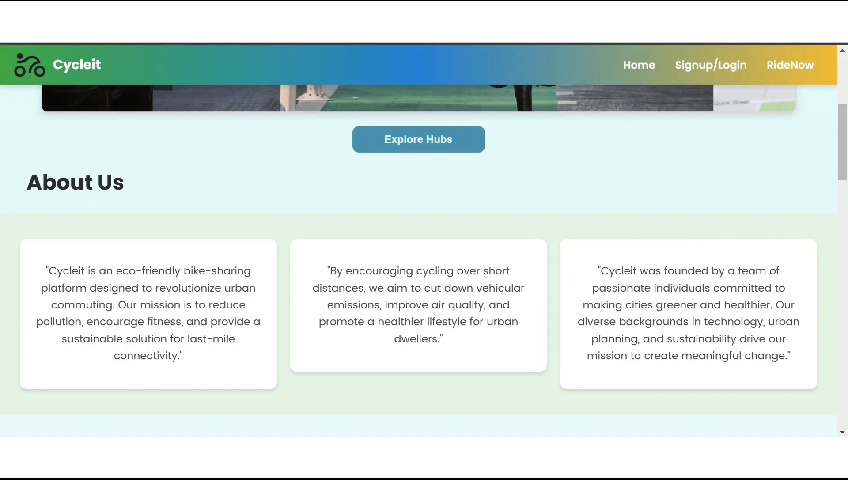 Cycleit
Home Signup/Login RideNow
Explore Hubs
About Us
"Cycleit is an eco-friendly bike-sharing
platform designed to revolutionize urban
commuting. Our mission is to reduce
pollution, encourage fitness, and provide a
sustainable solution for last-mile
connectivity."
"By encouraging cycling over short
distances, we aim to cut down vehicular
emissions, improve air quality, and
promote a healthier lifestyle for urban
dwellers."
"Cycleit was founded by a team of
passionate individuals committed to
making cities greener and healthier. Our
diverse backgrounds in technology, urban
planning, and sustainability drive our
mission to create meaningful change."